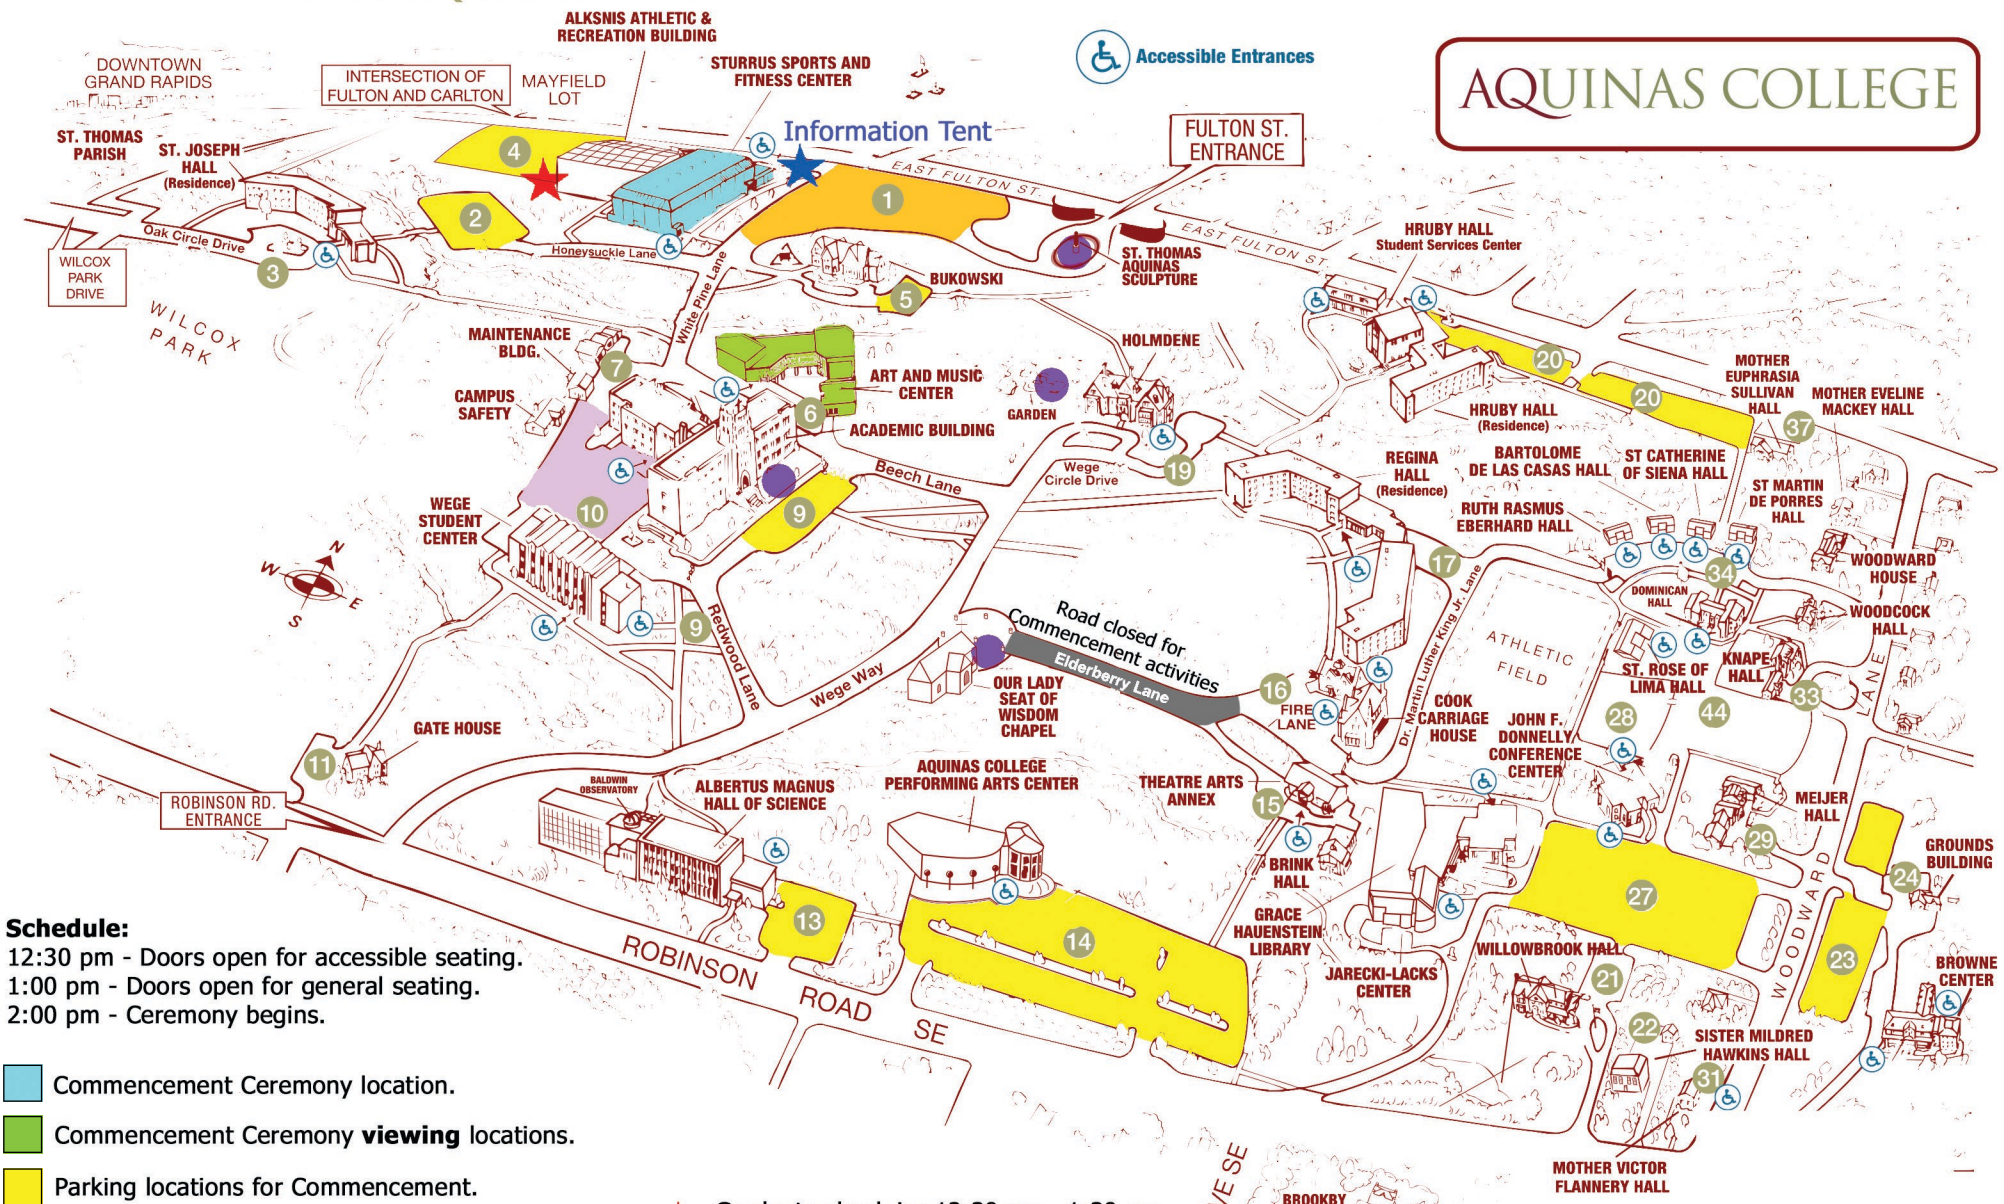 ALKSNIS ATHLETIC &
RECREATION BUILDING
STURRUS SPORTS AND
FITNESS CENTER
Accessible Entrances
AQUINAS COLLEGE
DOWNTOWN
GRAND RAPIDS
INTERSECTION OF
FULTON AND CARLTON
MAYFIELD
LOT
Information Tent
FULTON ST.
ENTRANCE
ST. THOMAS
PARISH
ST. JOSEPH
HALL
(Residence)
4
EAST FULTON ST.
1
2
Oak Circle Drive
Honeysuckle Lane
3
WILCOX
PARK
DRIVE
WILCOX
PARK
White Pine Lane
ST. THOMAS
AQUINAS
SCULPTURE
EAST FULTON ST.
HRUBY HALL
Student Services Center
BUKOWSKI
5
MAINTENANCE
BLDG.
7
HOLMDENE
CAMPUS
SAFETY
ART AND MUSIC
CENTER
6
GARDEN
ACADEMIC BUILDING
20
20
MOTHER
EUPHRASIA
SULLIVAN
HALL
MOTHER EVELINE
MACKEY HALL
37
HRUBY HALL
(Residence)
Beech Lane
Wege
Circle Drive
19
REGINA
HALL
(Residence)
BARTOLOME
DE LAS CASAS HALL
ST CATHERINE
OF SIENA HALL
ST MARTIN
DE PORRES
HALL
RUTH RASMUS
EBERHARD HALL
WEGE
STUDENT
CENTER
10
9
N
W
E
S
17
34
DOMINICAN
HALL
WOODWARD
HOUSE
WOODCOCK
HALL
9
Redwood Lane
Wege Way
Road closed for
Commencement activities
Elderberry Lane
OUR LADY
SEAT OF
WISDOM
CHAPEL
16
FIRE
LANE
Dr. Martin Luther King Jr. Lane
ATHLETIC
FIELD
ST. ROSE OF
LIMA HALL
KNAPE
HALL
33
LANE
COOK
CARRIAGE
HOUSE
28
44
JOHN F.
DONNELLY
CONFERENCE
CENTER
GATE HOUSE
11
ROBINSON RD.
ENTRANCE
BALDWIN
OBSERVATORY
ALBERTUS MAGNUS
HALL OF SCIENCE
AQUINAS COLLEGE
PERFORMING ARTS CENTER
THEATRE ARTS
ANNEX
15
BRINK
HALL
MEIJER
HALL
29
GROUNDS
BUILDING
24
27
WOODWARD
13
14
GRACE
HAUENSTEIN
LIBRARY
JARECKI-LACKS
CENTER
WILLOWBROOK HALL
21
23
BROWNE
CENTER
22
SISTER MILDRED
HAWKINS HALL
31
MOTHER VICTOR
FLANNERY HALL
ROBINSON ROAD SE
Schedule:
12:30 pm - Doors open for accessible seating.
1:00 pm - Doors open for general seating.
2:00 pm - Ceremony begins.
Commencement Ceremony location.
Commencement Ceremony viewing locations.
Parking locations for Commencement.
VE SE
BROOKBY